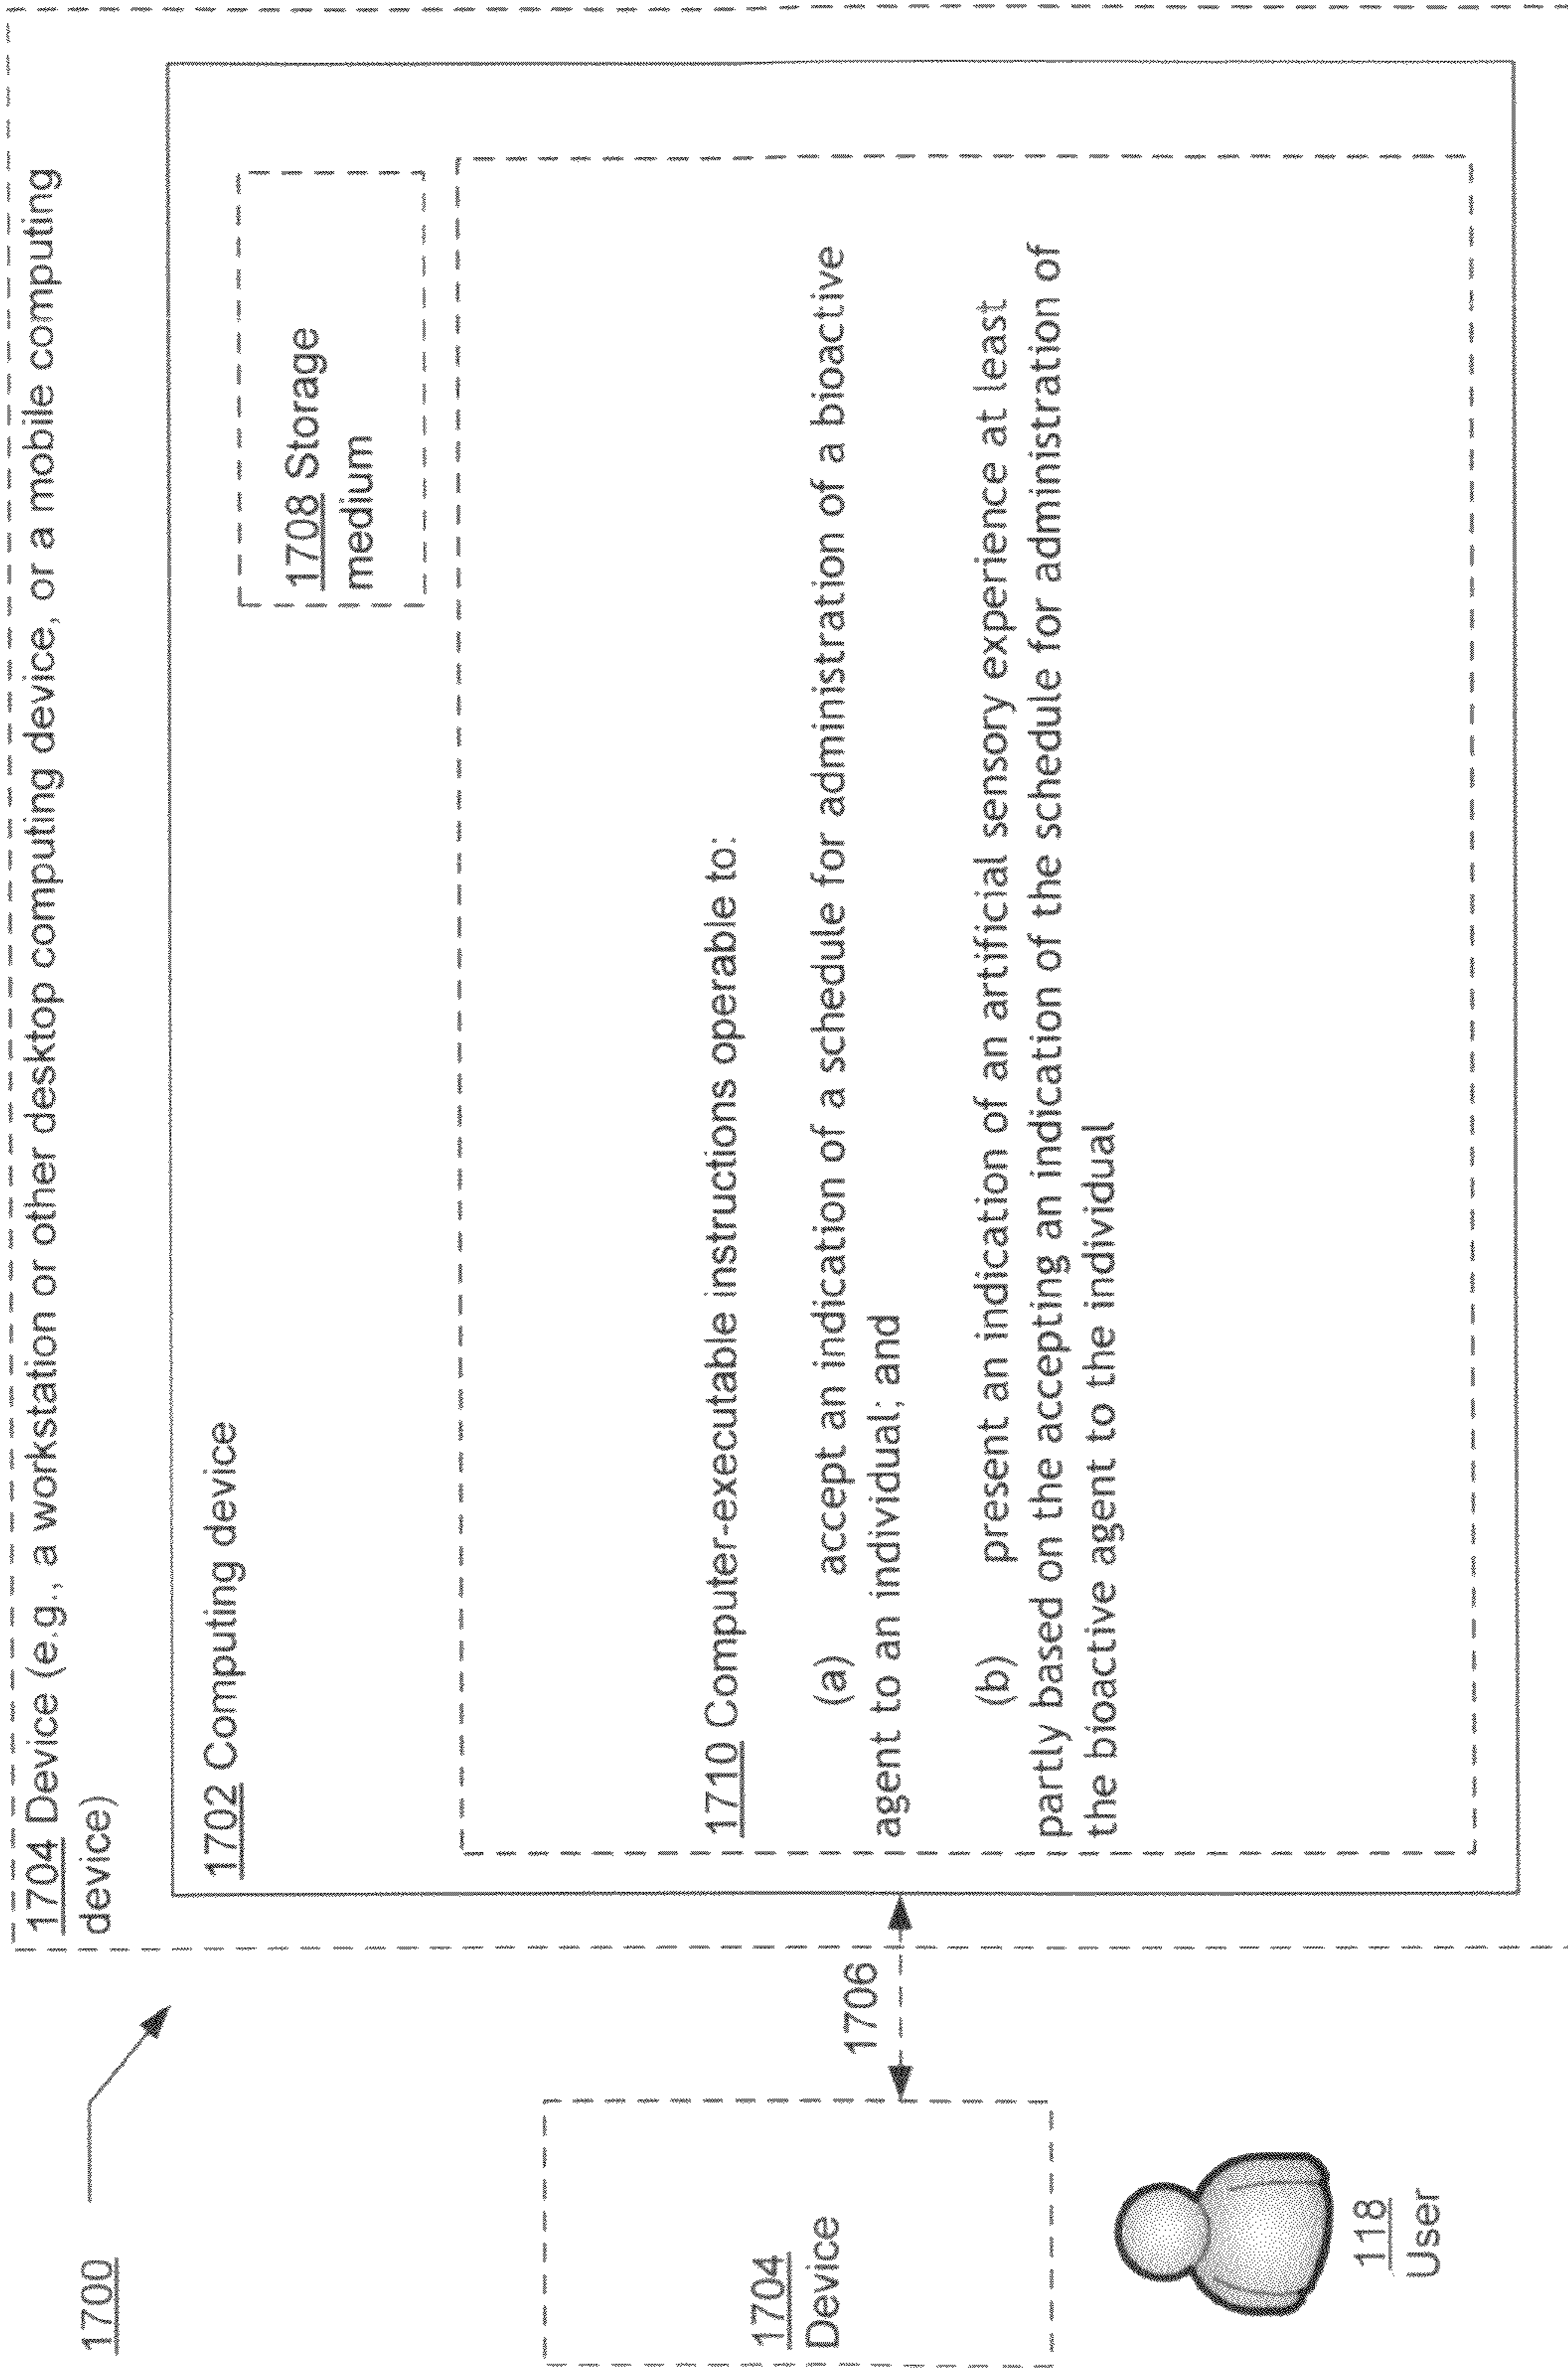 1700
1704 Device (e.g., a workstation or other desktop computing device, or a mobile computing
device)
1702 Computing device
1708 Storage
medium
1710 Computer-executable instructions operable to:
(a) accept an indication of a schedule for administration of a bioactive
agent to an individual; and
(b) present an indication of an artificial sensory experience at least
partly based on the accepting an indication of the schedule for administration of
the bioactive agent to the individual
1706
1704
Device
118
User